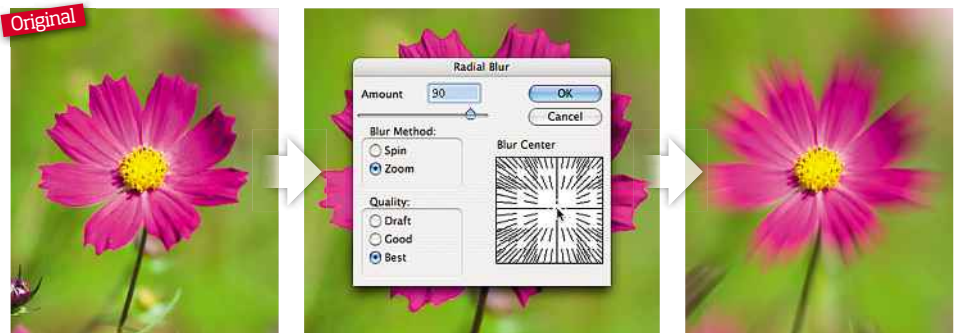 Original
Radial Blur
Amount 90
OK
Cancel
Blur Method:
Spin
Zoom
Blur Center
Quality:
Draft
Good
Best